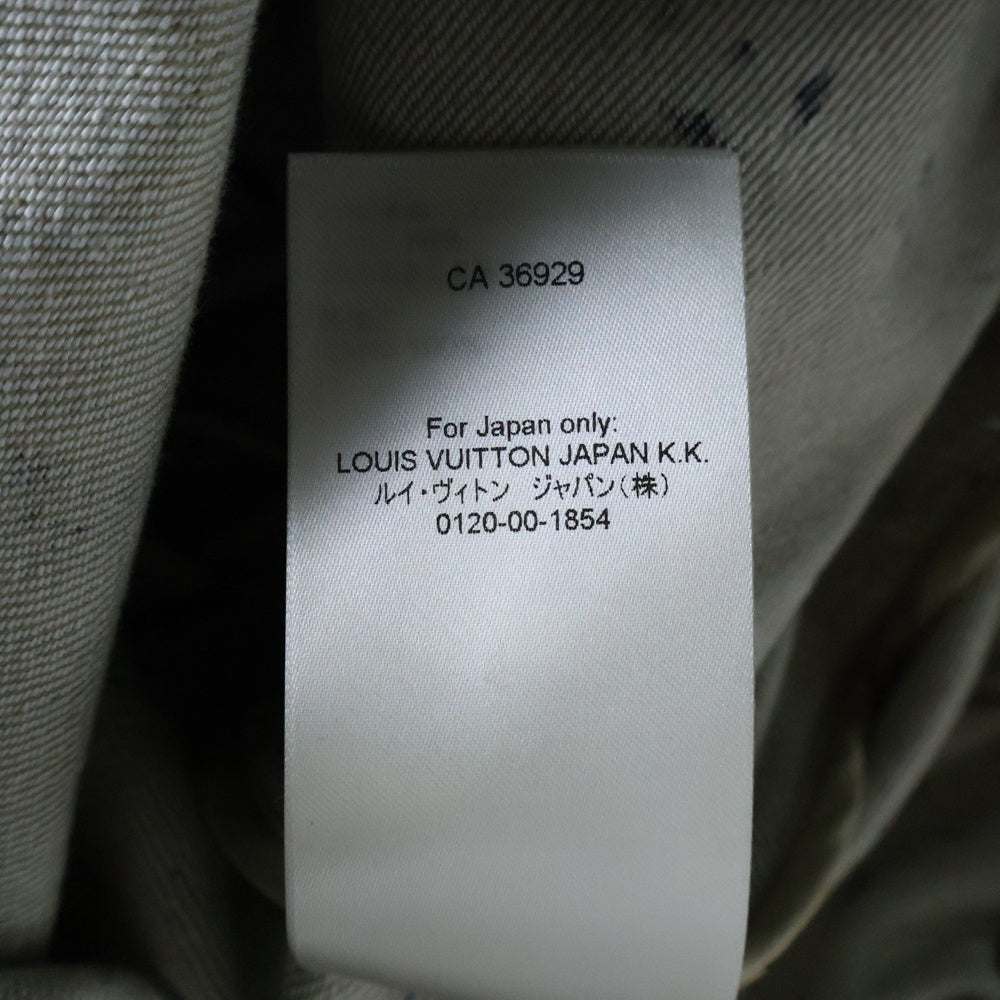 CA 36929
For Japan only:
LOUIS VUITTON JAPAN K.K.
ルイ・ヴィトン　ジャパン（株）
0120-00-1854